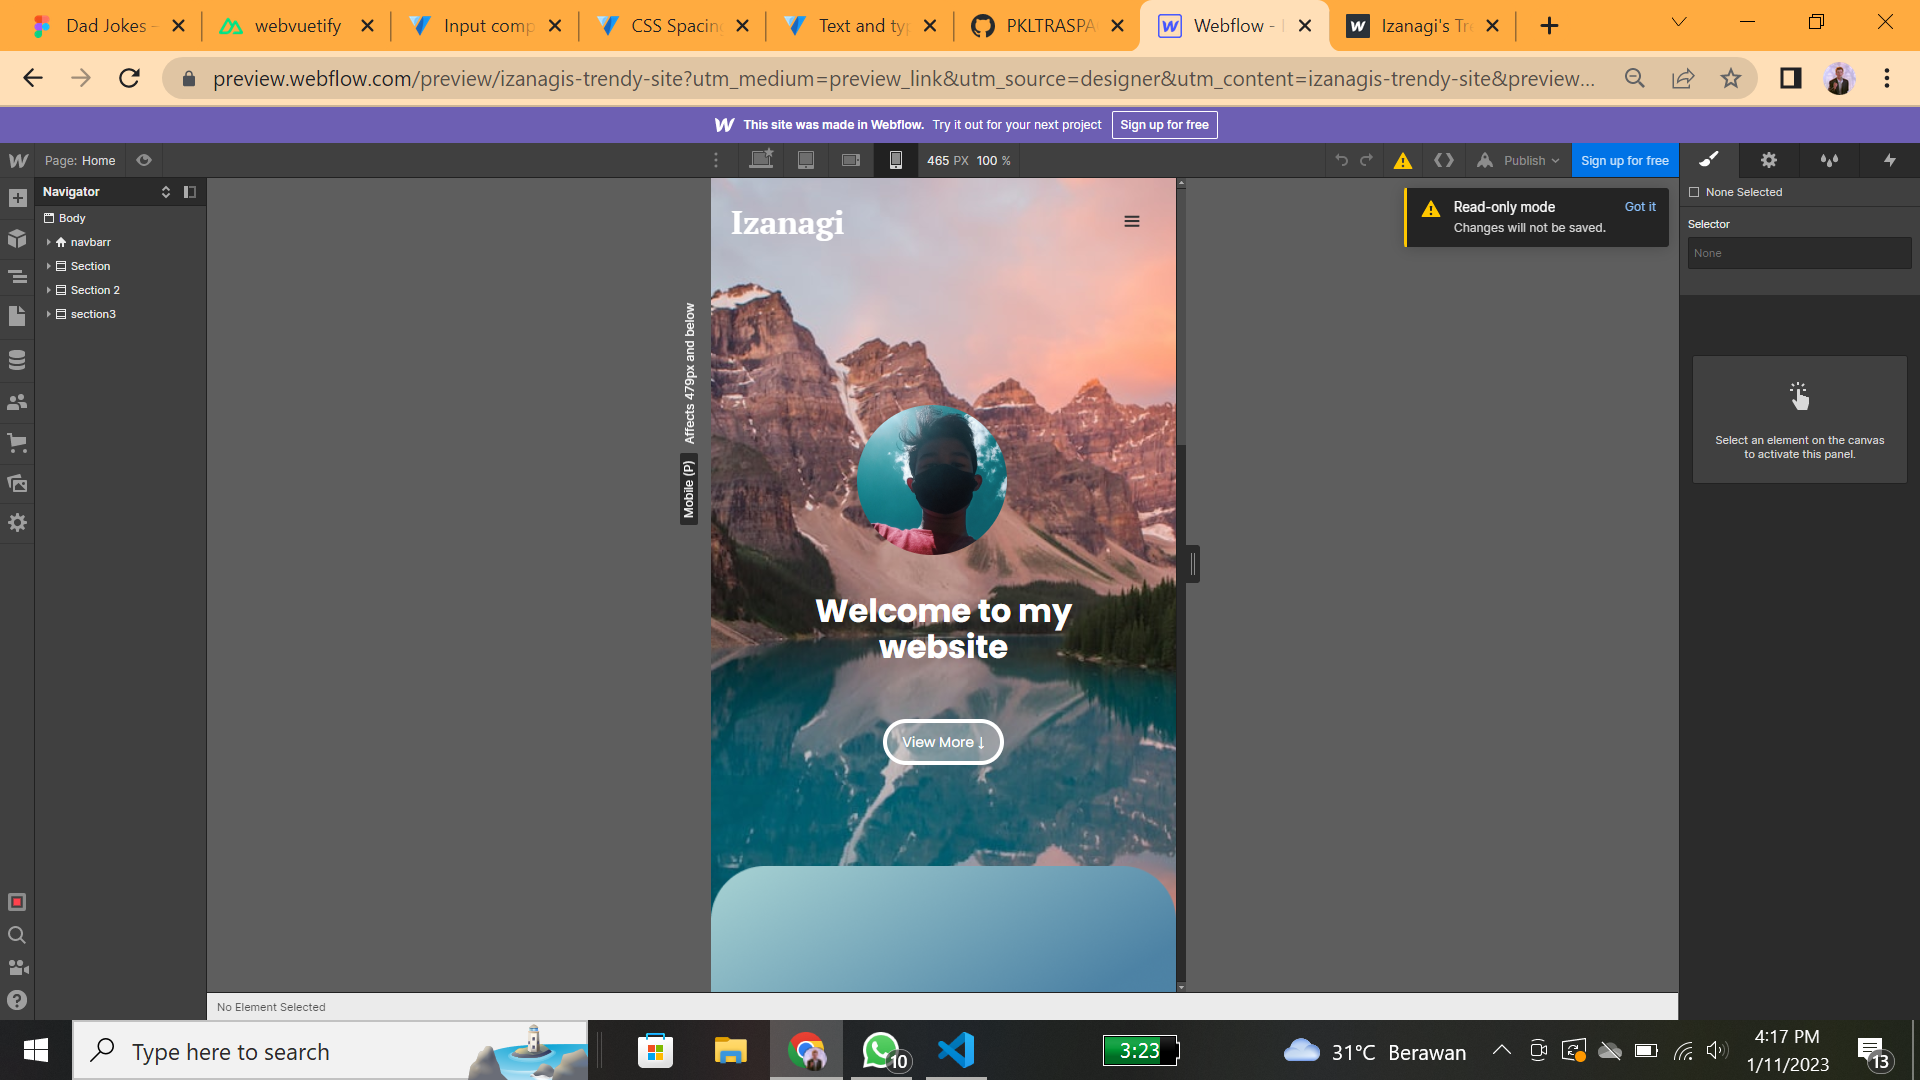 Dad Jokes -
webvuetify
Input comp
CSS Spacing
Text and ty
PKLTRASPA
Webflow -
Izanagi's Tre
preview.webflow.com/preview/izanagis-trendy-site?utm_medium=preview_link&utm_source=designer&utm_content=izanagis-trendy-site&preview...
This site was made in Webflow. Try it out for your next project Sign up for free
Page: Home
465 PX 100 %
Publish
Sign up for free
Navigator
Body
navbarr
Section
Section 2
section3
Affects 479px and below
Mobile (P)
Izanagi
Welcome to my
website
View More ↓
Read-only mode Got it
Changes will not be saved.
None Selected
Selector
None
Select an element on the canvas
to activate this panel.
No Element Selected
Type here to search
10
3:23
31°C Berawan
4:17 PM
1/11/2023
13